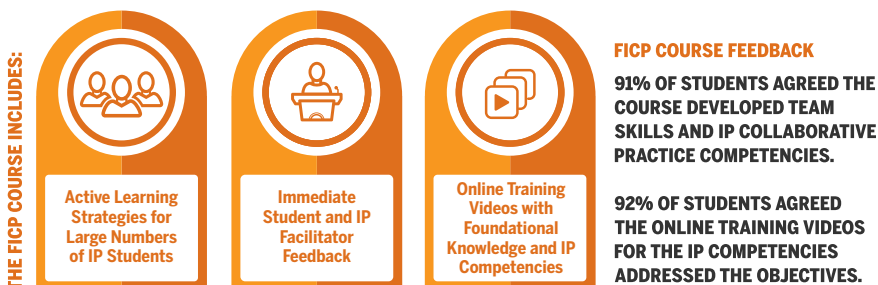 THE FICP COURSE INCLUDES:
Active Learning
Strategies for
Large Numbers
of IP Students
Immediate
Student and IP
Facilitator
Feedback
Online Training
Videos with
Foundational
Knowledge and IP
Competencies
FICP COURSE FEEDBACK
91% OF STUDENTS AGREED THE
COURSE DEVELOPED TEAM
SKILLS AND IP COLLABORATIVE
PRACTICE COMPETENCIES.
92% OF STUDENTS AGREED
THE ONLINE TRAINING VIDEOS
FOR THE IP COMPETENCIES
ADDRESSED THE OBJECTIVES.